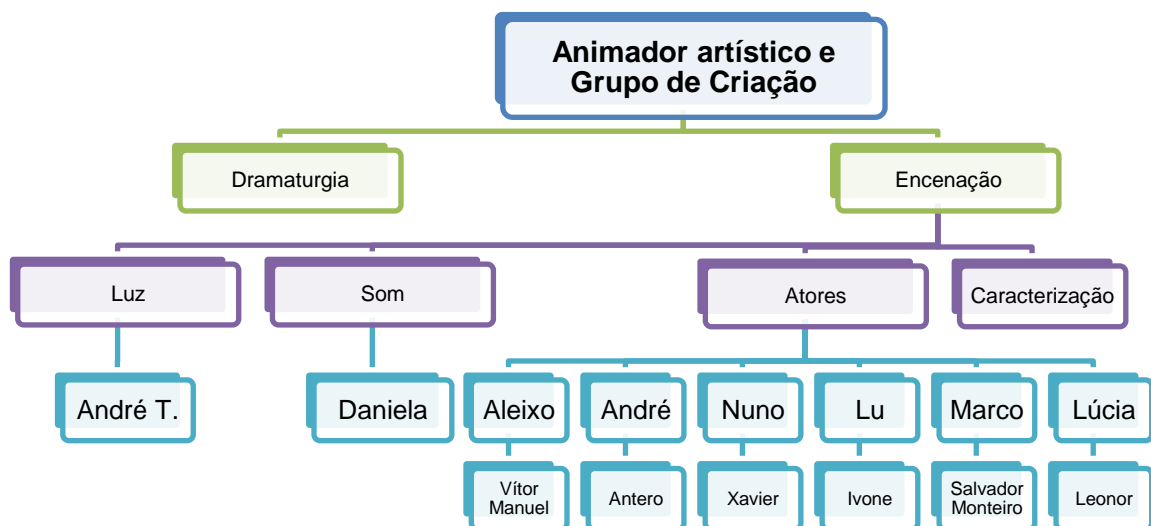 Animador artístico e
Grupo de Criação
Dramaturgia
Encenação
Luz
Som
Atores
Caracterização
André T.
Daniela
Aleixo
André
Nuno
Lu
Marco
Lúcia
Vítor
Manuel
Antero
Xavier
Ivone
Salvador
Monteiro
Leonor